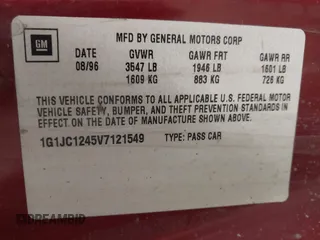 GM
MFD BY GENERAL MOTORS CORP
DATE GVWR GAWR FRT GAWR RR
08/96 3547 LB 1946 LB 1601 LB
1609 KG 883 KG 726 KG
THIS VEHICLE CONFORMS TO ALL APPLICABLE U.S. FEDERAL MOTOR
VEHICLE SAFETY, BUMPER, AND THEFT PREVENTION STANDARDS IN
EFFECT ON THE DATE OF MANUFACTURE SHOWN ABOVE.
1G1JC1245V7121549 TYPE: PASS CAR
DREAMBID